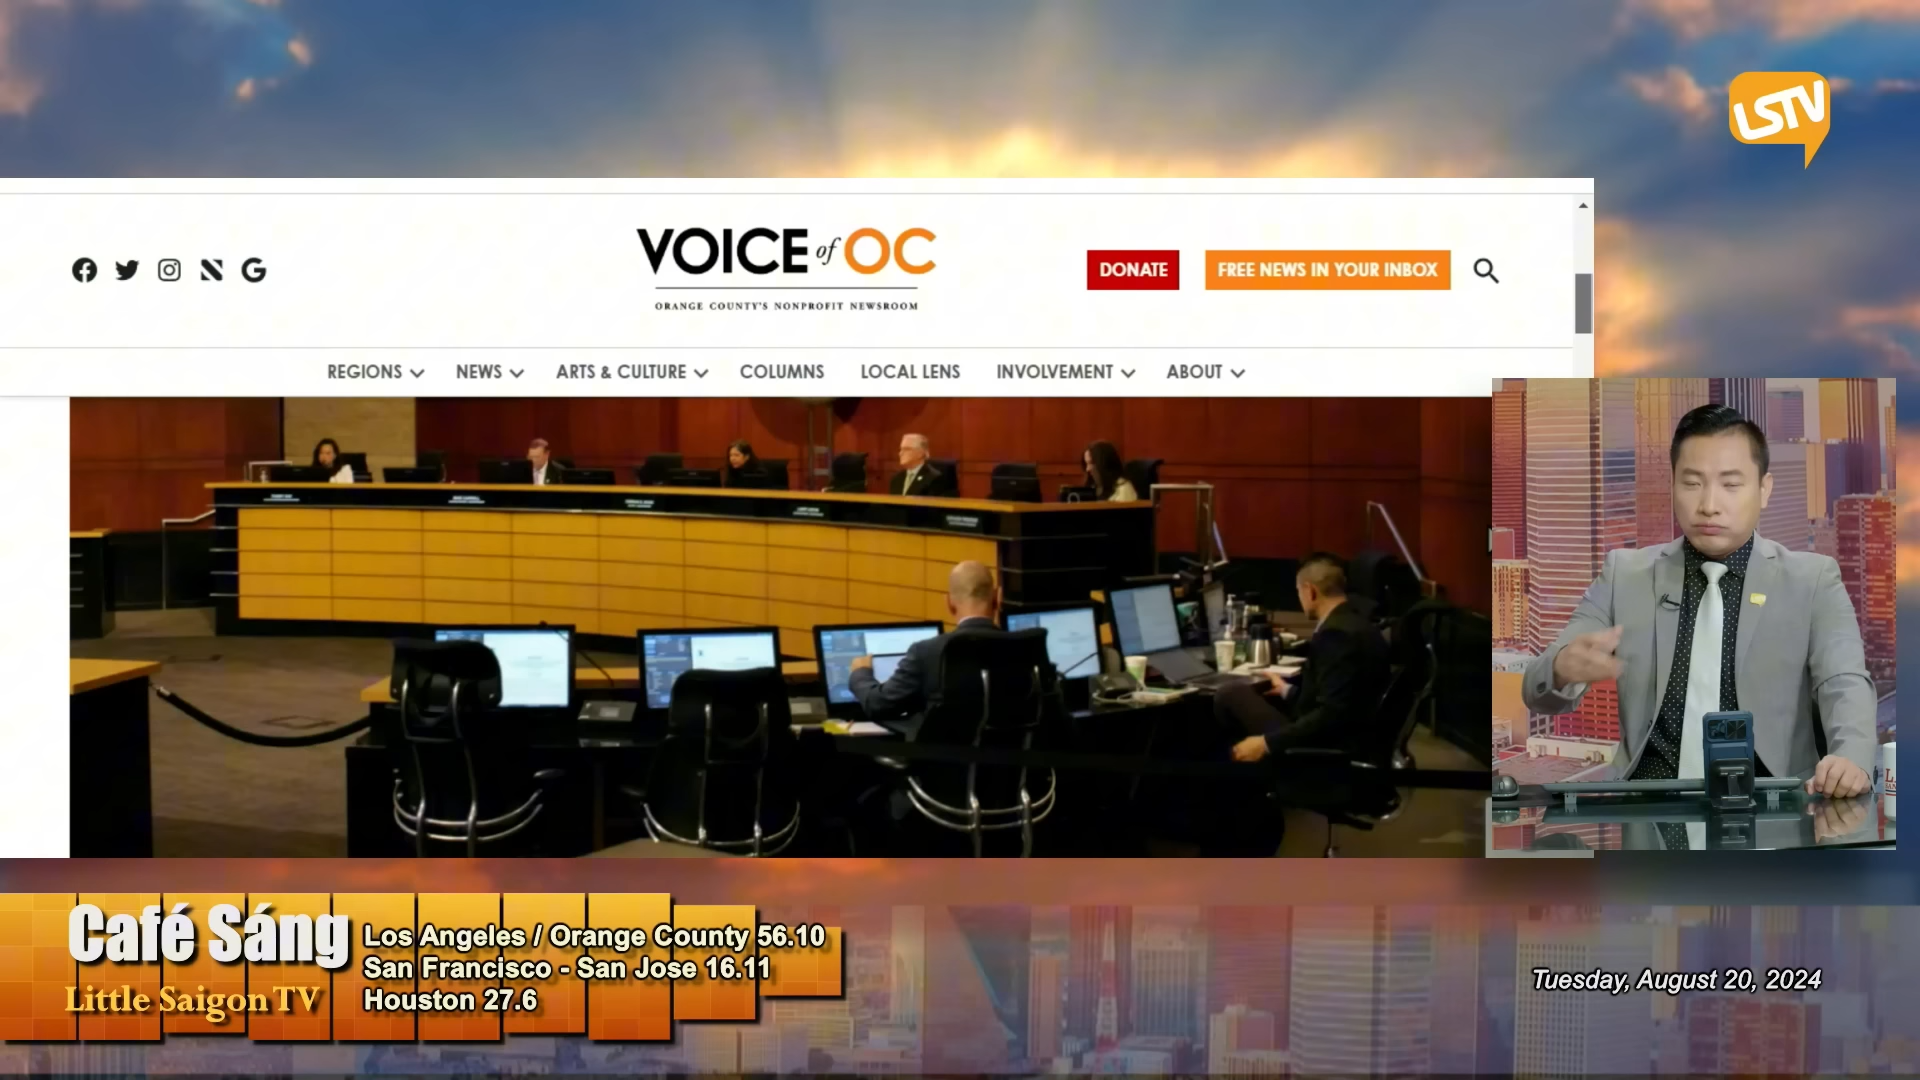 LSTV
VOICE of OC
ORANGE COUNTY'S NONPROFIT NEWSROOM
DONATE
FREE NEWS IN YOUR INBOX
REGIONS
NEWS
ARTS & CULTURE
COLUMNS
LOCAL LENS
INVOLVEMENT
ABOUT
Café Sáng
Little Saigon TV
Los Angeles / Orange County 56.10
San Francisco - San Jose 16.11
Houston 27.6
Tuesday, August 20, 2024